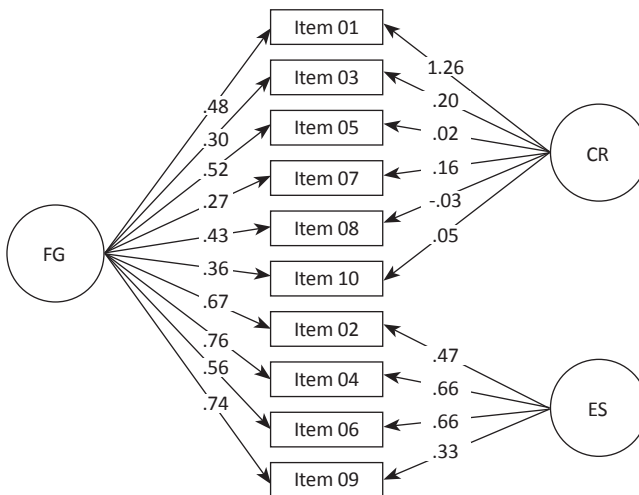 Item 01
1.26
Item 03
.20
.48
Item 05
.02
.30
CR
.52
Item 07
.16
.27
-.03
.43
Item 08
.05
FG
.36
Item 10
.67
Item 02
.76
.47
.56
Item 04
.66
.74
ES
Item 06
.66
.33
Item 09